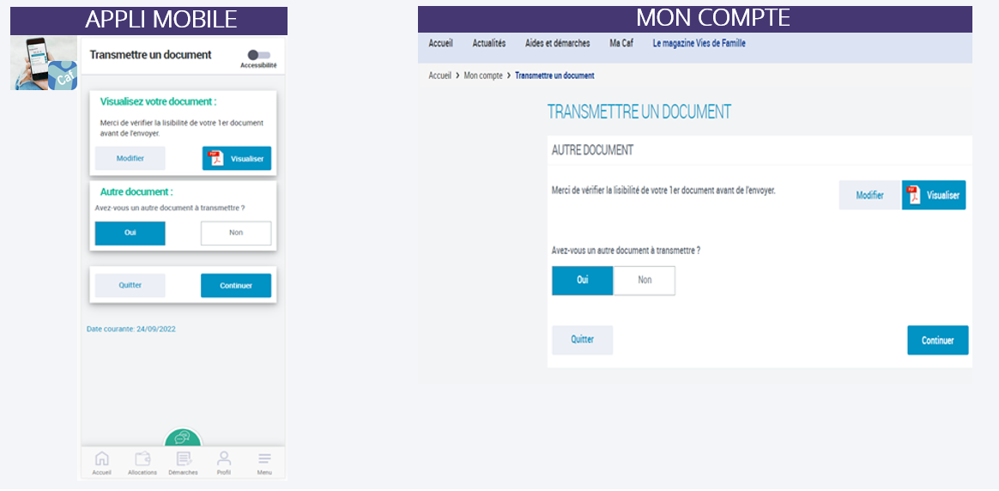 APPLI MOBILE
Caf
Transmettre un document
Accessibilité
Visualisez votre document :
Merci de vérifier la lisibilité de votre 1er document
avant de l'envoyer.
Modifier
PDF
Visualiser
Autre document :
Avez-vous un autre document à transmettre ?
Oui
Non
Quitter
Continuer
Date courante: 24/09/2022
Accueil
Allocations
Démarches
Profil
Menu
MON COMPTE
Accueil
Actualités
Aides et démarches
Ma Caf
Le magazine Vies de Famille
Accueil > Mon compte > Transmettre un document
TRANSMETTRE UN DOCUMENT
AUTRE DOCUMENT
Merci de vérifier la lisibilité de votre 1er document avant de l'envoyer.
Modifier
PDF
Visualiser
Avez-vous un autre document à transmettre ?
Oui
Non
Quitter
Continuer